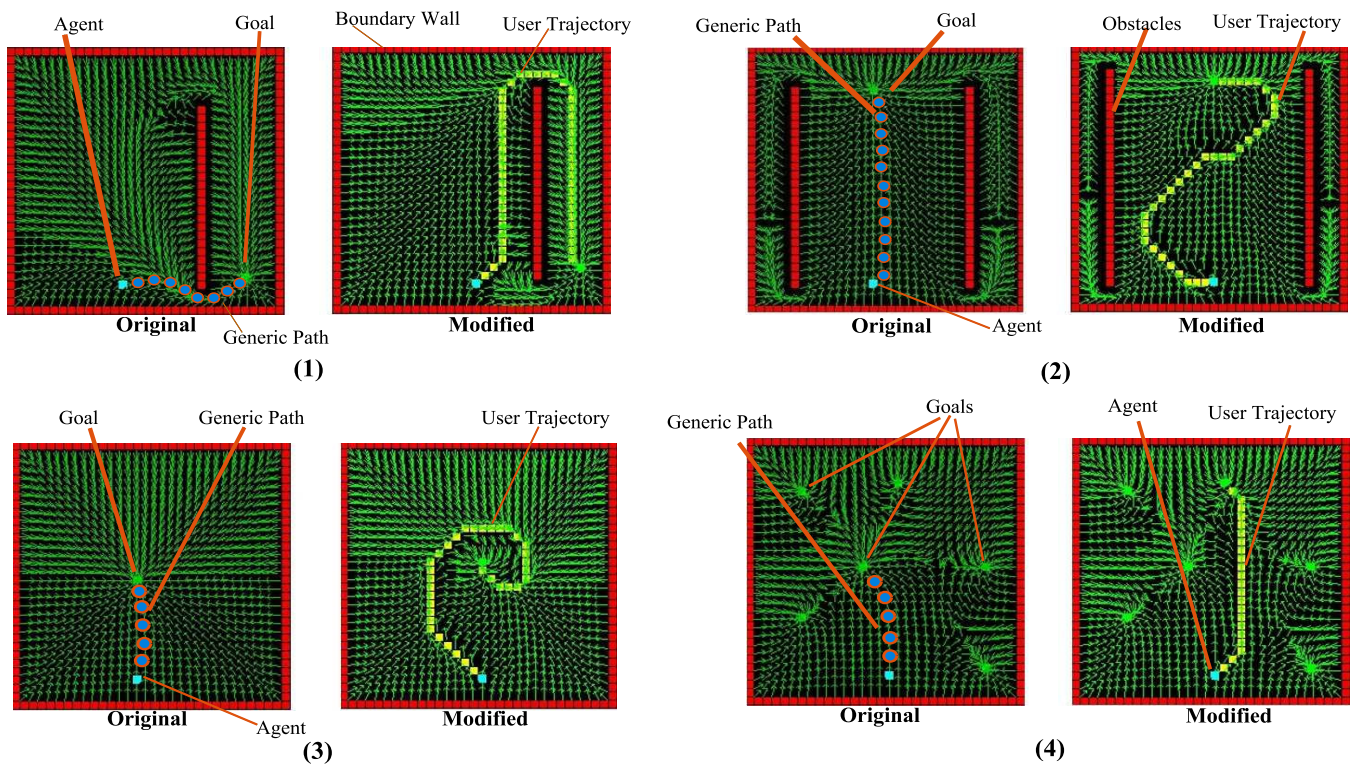 Agent
Goal
Boundary Wall
User Trajectory
Original
Modified
Generic Path
(1)
Generic Path
Goal
Obstacles
User Trajectory
Original
Agent
Modified
(2)
Goal
Generic Path
User Trajectory
Original
Modified
Agent
(3)
Generic Path
Goals
Agent
User Trajectory
Original
Modified
(4)